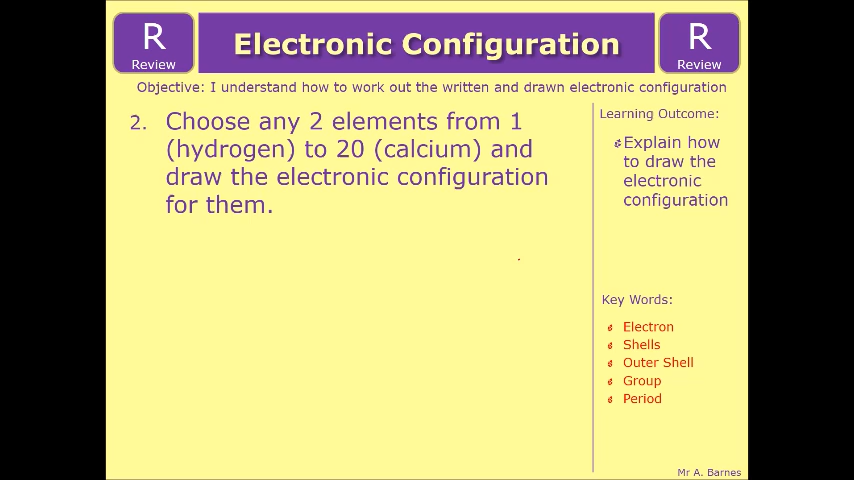 R
Review
Electronic Configuration
R
Review
Objective: I understand how to work out the written and drawn electronic configuration
2. Choose any 2 elements from 1
(hydrogen) to 20 (calcium) and
draw the electronic configuration
for them.
Learning Outcome:
Explain how
to draw the
electronic
configuration
Key Words:
Electron
Shells
Outer Shell
Group
Period
Mr A. Barnes